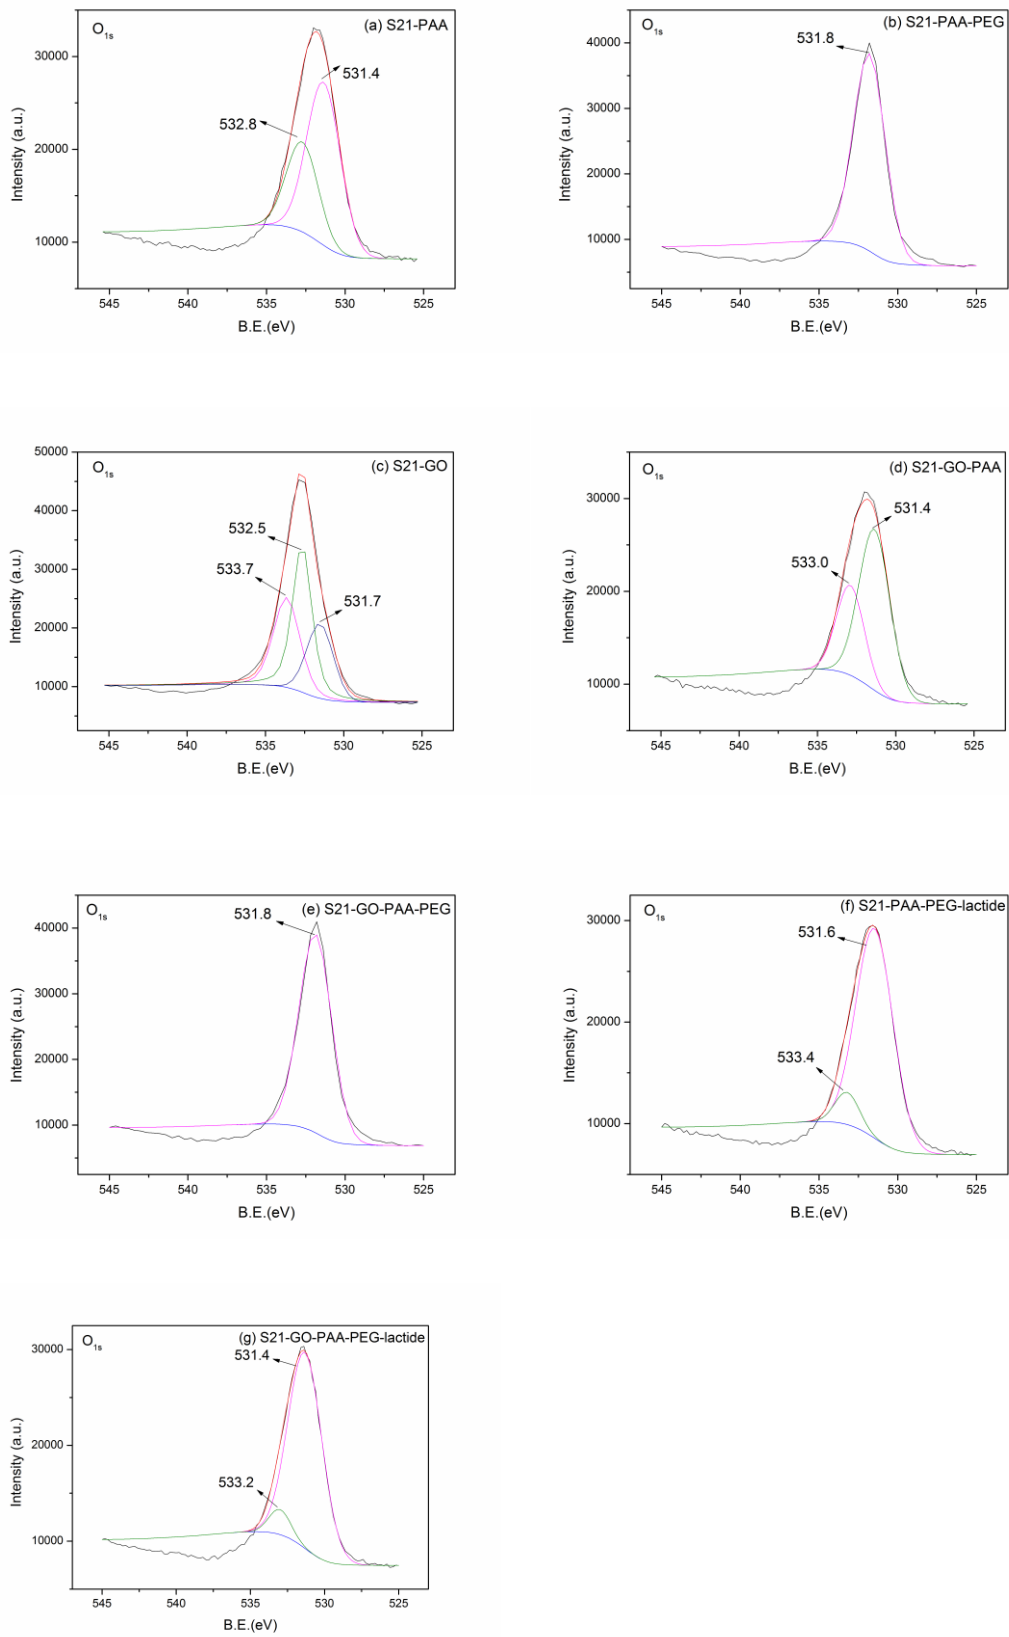 (a) S21-PAA
O1s
531.4
532.8
30000
20000
10000
Intensity (a.u.)
545 540 535 530 525
B.E.(eV)
(b) S21-PAA-PEG
O1s
531.8
40000
30000
20000
10000
Intensity (a.u.)
545 540 535 530 525
B.E.(eV)
(c) S21-GO
O1s
532.5
533.7
531.7
50000
40000
30000
20000
10000
Intensity (a.u.)
545 540 535 530 525
B.E.(eV)
(d) S21-GO-PAA
O1s
531.4
533.0
30000
20000
10000
Intensity (a.u.)
545 540 535 530 525
B.E.(eV)
(e) S21-GO-PAA-PEG
O1s
531.8
40000
30000
20000
10000
Intensity (a.u.)
545 540 535 530 525
B.E.(eV)
(f) S21-PAA-PEG-lactide
O1s
531.6
533.4
30000
20000
10000
Intensity (a.u.)
545 540 535 530 525
B.E.(eV)
(g) S21-GO-PAA-PEG-lactide
O1s
531.4
533.2
30000
20000
10000
Intensity (a.u.)
545 540 535 530 525
B.E.(eV)